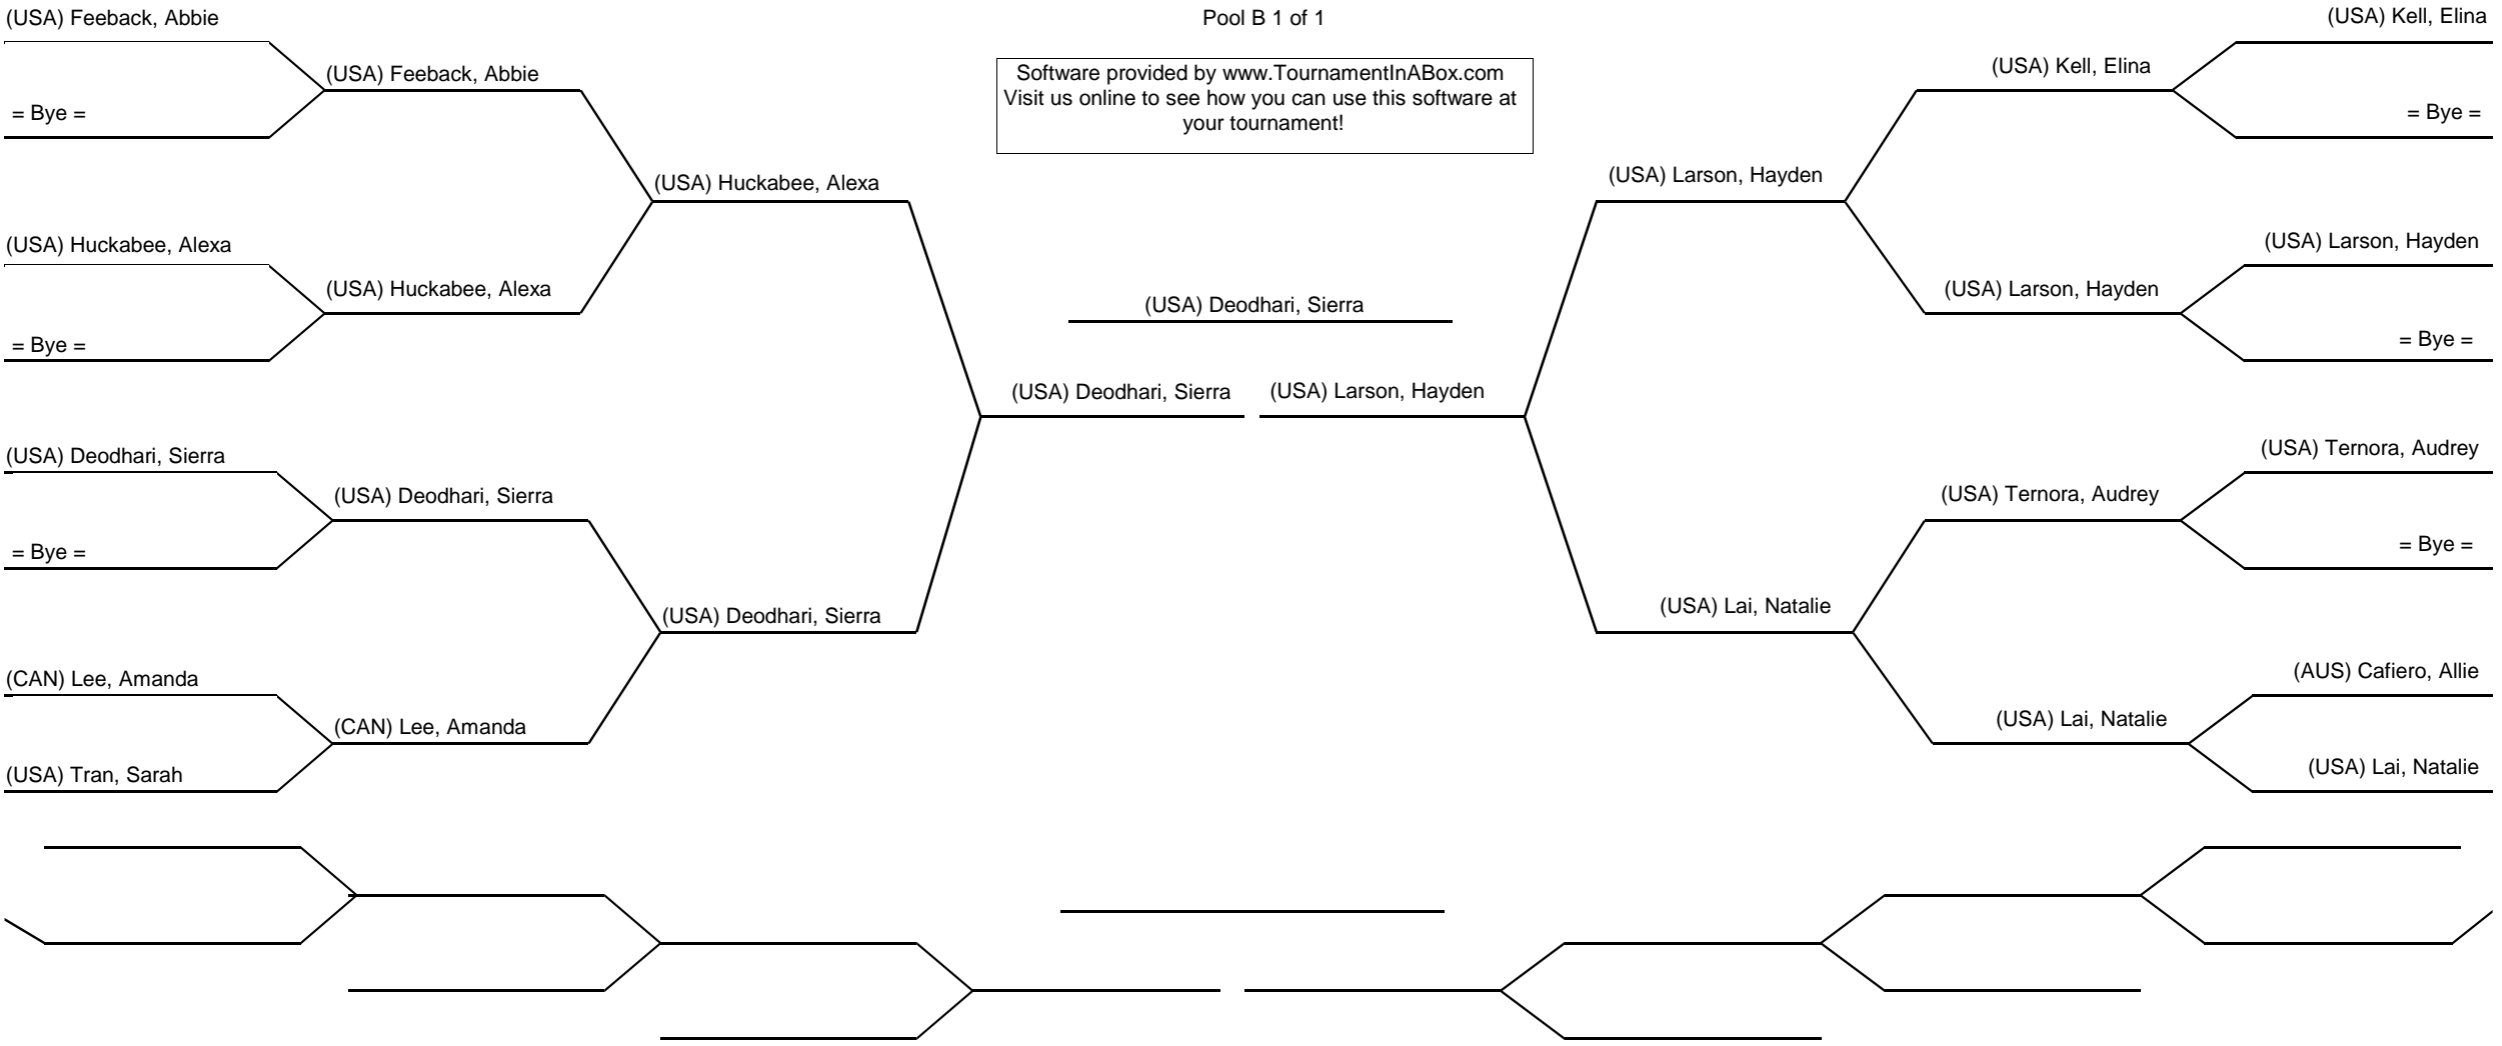 Pool B 1 of 1
Software provided by www.TournamentInABox.com
Visit us online to see how you can use this software at
your tournament!
(USA) Feeback, Abbie
= Bye =
(USA) Huckabee, Alexa
= Bye =
(USA) Deodhari, Sierra
= Bye =
(CAN) Lee, Amanda
(USA) Tran, Sarah
(USA) Feeback, Abbie
(USA) Huckabee, Alexa
(USA) Deodhari, Sierra
(CAN) Lee, Amanda
(USA) Huckabee, Alexa
(USA) Deodhari, Sierra
(USA) Deodhari, Sierra
(USA) Deodhari, Sierra
(USA) Larson, Hayden
(USA) Larson, Hayden
(USA) Lai, Natalie
(USA) Kell, Elina
(USA) Larson, Hayden
(USA) Ternora, Audrey
(USA) Lai, Natalie
(USA) Kell, Elina
= Bye =
(USA) Larson, Hayden
= Bye =
(USA) Ternora, Audrey
= Bye =
(AUS) Cafiero, Allie
(USA) Lai, Natalie